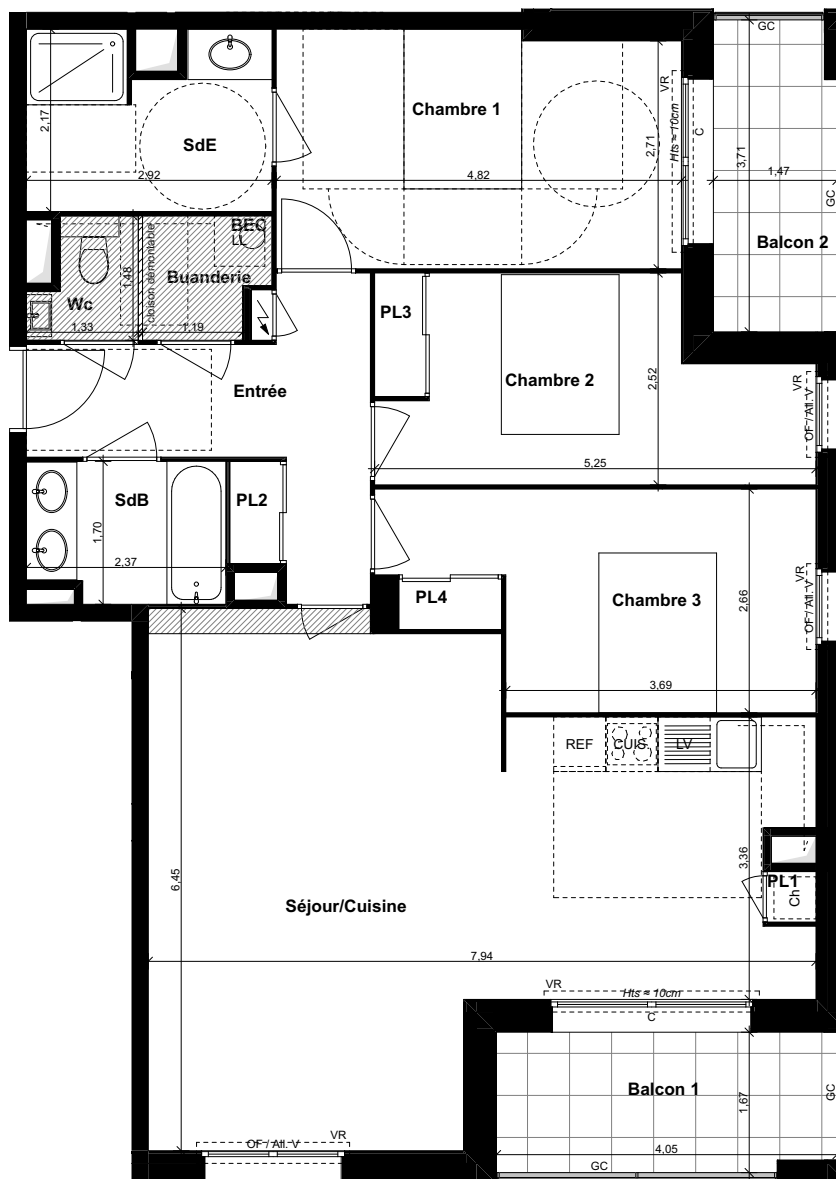 GC
2,17
SdE
2,92
Chambre 1
4,82
2,71
VR
Hts ≈ 10cm
C
3,71
1,47
GC
Balcon 2
BEC
LL
Buanderie
cloison démontable
1,48
Wc
1,33
1,19
PL3
Chambre 2
2,52
VR
OF / All. V
Entrée
5,25
SdB
PL2
1,70
2,37
PL4
Chambre 3
2,66
VR
OF / All. V
3,69
REF
CUIS.
LV
3,36
PL1
Ch
6,45
Séjour/Cuisine
7,94
VR
Hts ≈ 10cm
C
Balcon 1
1,67
GC
4,05
VR
OF / All. V
GC